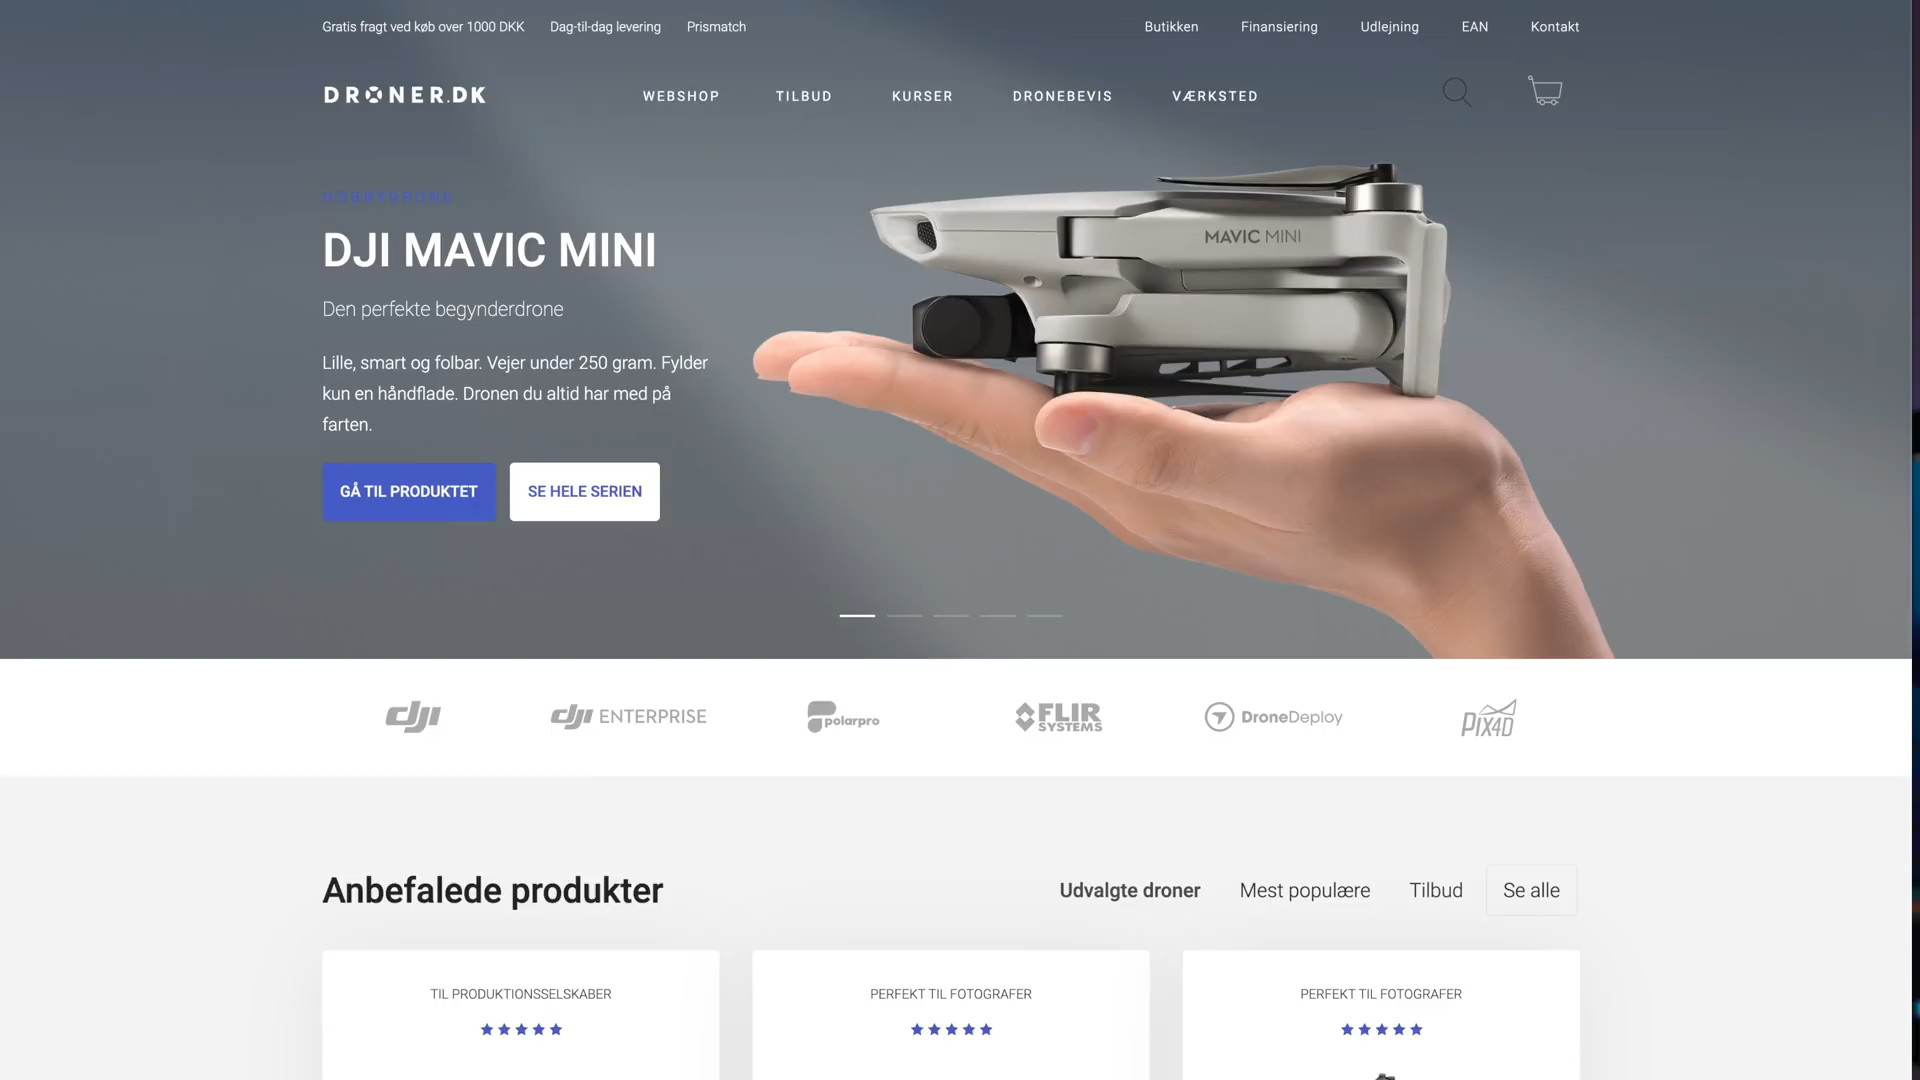 Gratis fragt ved køb over 1000 DKK Dag-til-dag levering Prismatch Butikken Finansiering Udlejning EAN Kontakt
DRONER.DK WEBSHOP TILBUD KURSER DRONEBEVIS VÆRKSTED
HOBBYDRONE
DJI MAVIC MINI
Den perfekte begynderdrone
Lille, smart og folbar. Vejer under 250 gram. Fylder
kun en håndflade. Dronen du altid har med på
farten.
GÅ TIL PRODUKTET SE HELE SERIEN
MAVIC MINI
dji dji ENTERPRISE polarpro FLIR SYSTEMS DroneDeploy PIX4D
Anbefalede produkter Udvalgte droner Mest populære Tilbud Se alle
TIL PRODUKTIONSSELSKABER PERFEKT TIL FOTOGRAFER PERFEKT TIL FOTOGRAFER